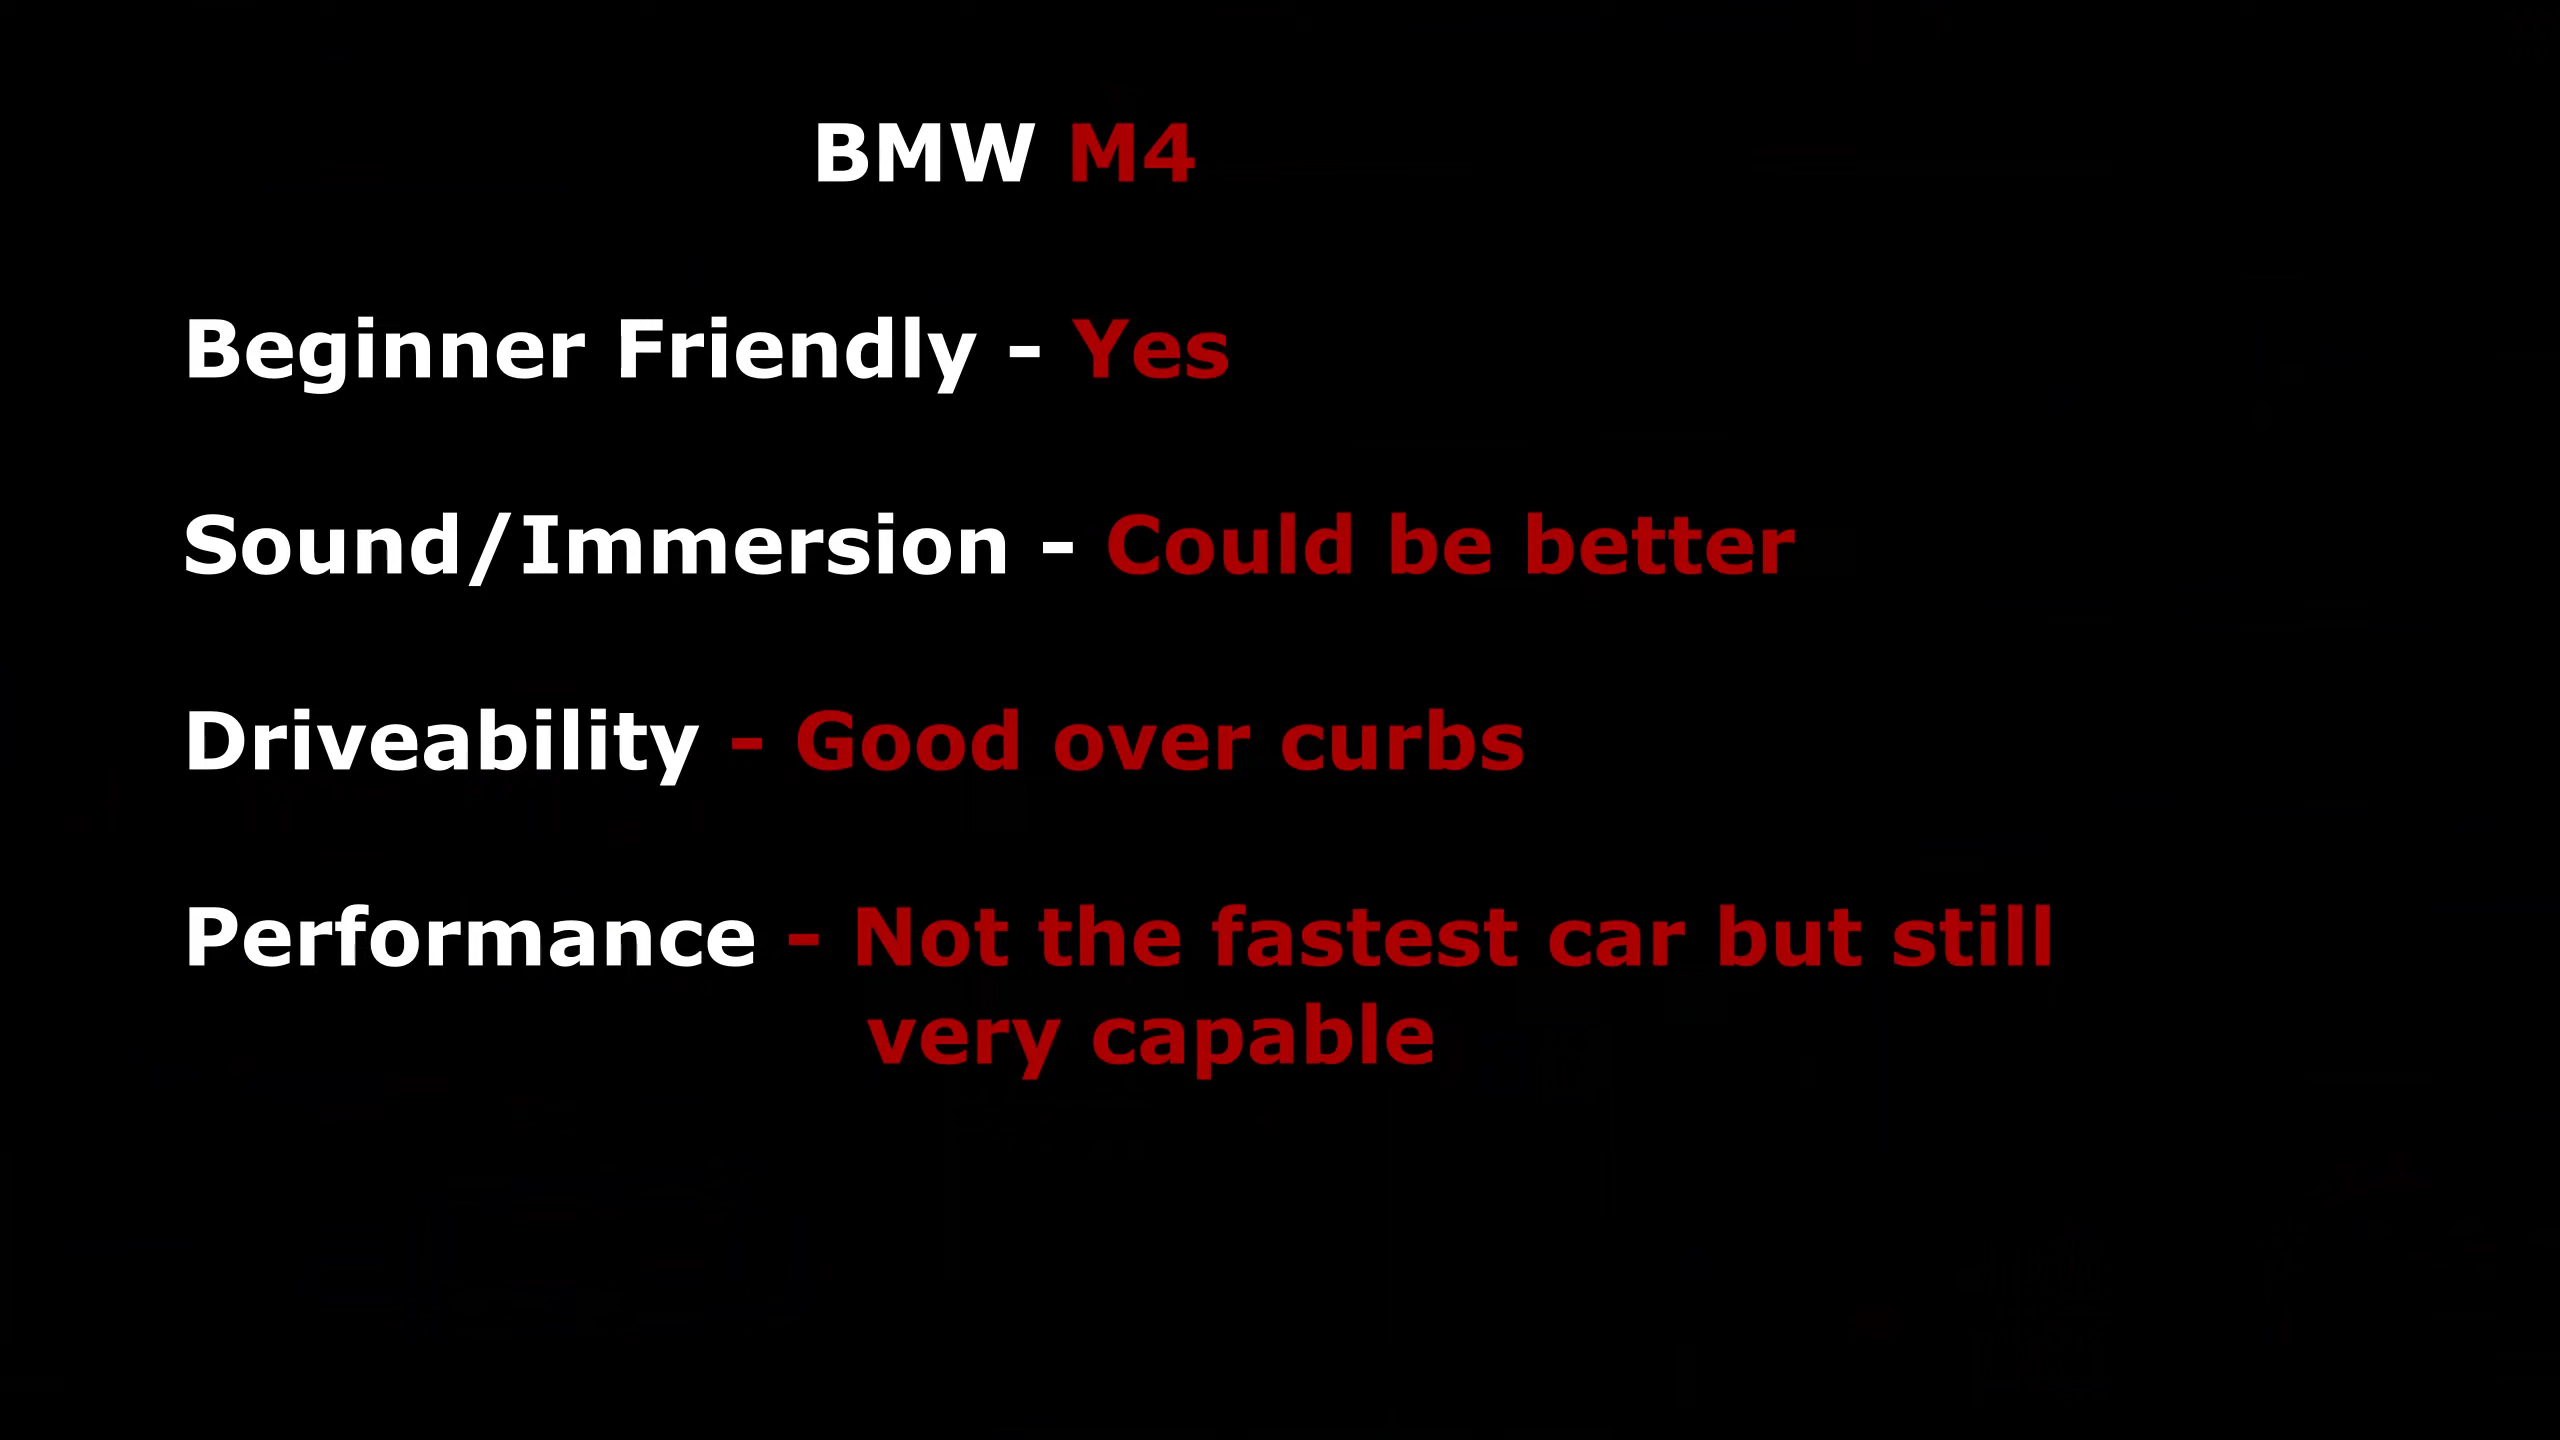 BMW M4
Beginner Friendly - Yes
Sound/Immersion - Could be better
Driveability - Good over curbs
Performance - Not the fastest car but still
very capable